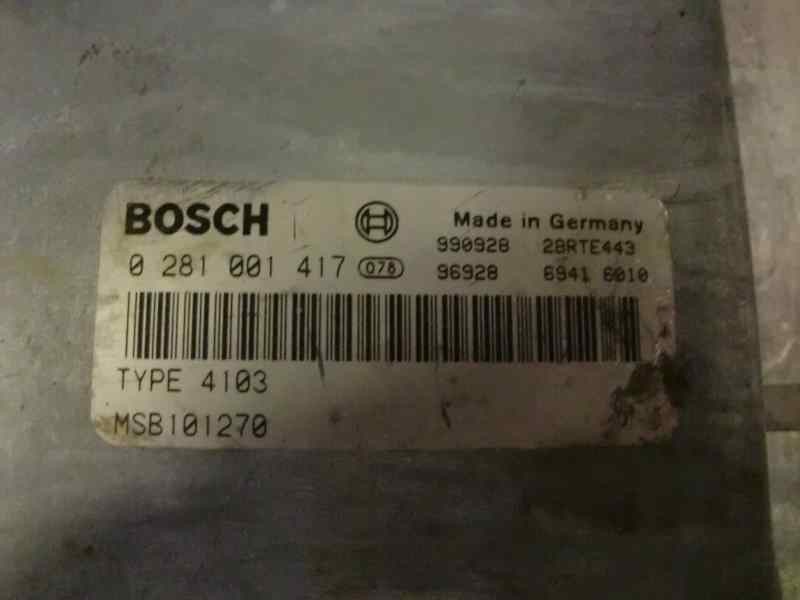 BOSCH Made in Germany
990928 28RTE443
0 281 001 417 078 96928 6941 6010
TYPE 4103
MSB101270